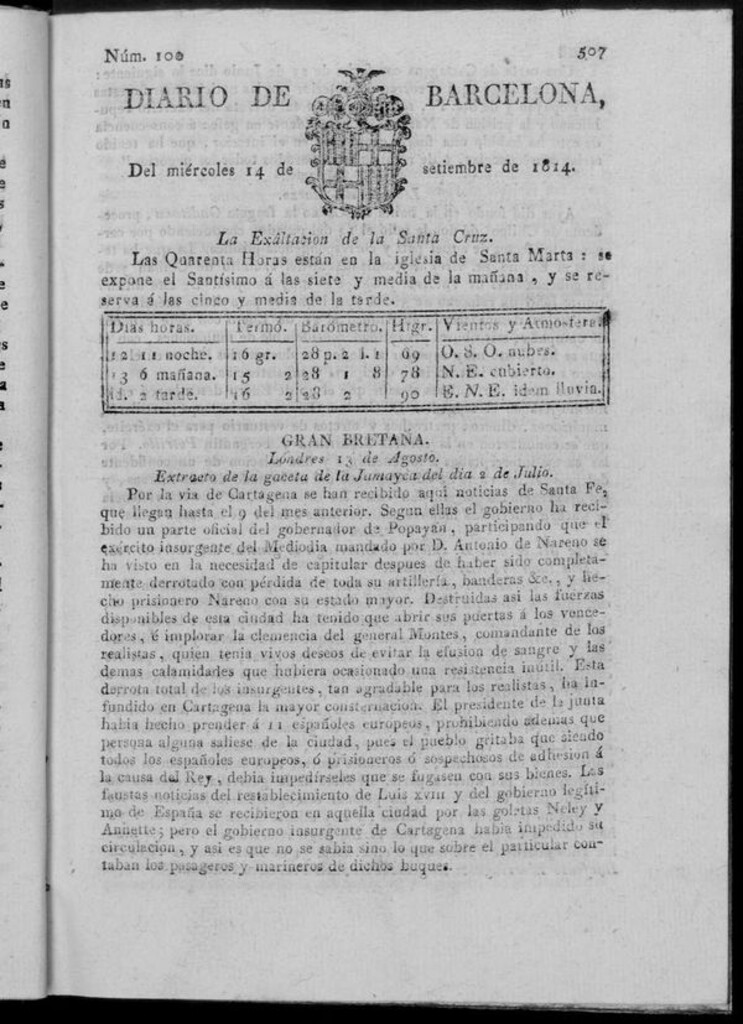 Núm. 100 507
DIARIO DE BARCELONA,
Del miércoles 14 de setiembre de 1814.
La Exâltacion de la Santa Cruz.
Las Quarenta Horas están en la iglesia de Santa Marta : se
expone el Santísimo á las siete y media de la mañana , y se re-
serva á las cinco y media de la tarde.
Dias horas. Termó. Barómetro. Higr. Vientos y Atmósfera.
12 11 noche. 16 gr. 28 p. 2 l. 1 69 O. S. O. nubes.
13 6 mañana. 15 2 28 1 8 78 N. E. cubierto.
id. 2 tarde. 16 2 28 2 90 E. N. E. idem lluvia.
GRAN BRETAÑA.
Lóndres 13 de Agosto.
Extracto de la gaceta de la Jamayca del dia 2 de Julio.
Por la via de Cartagena se han recibido aqui noticias de Santa Fe,
que llegan hasta el 9 del mes anterior. Segun ellas el gobierno ha reci-
bido un parte oficial del gobernador de Popayan, participando que el
exército insurgente del Mediodia mandado por D. Antonio de Nareno se
ha visto en la necesidad de capitular despues de haber sido completa-
mente derrotado con pérdida de toda su artillería, banderas &c., y he-
cho prisionero Nareno con su estado mayor. Destruidas asi las fuerzas
disponibles de esta ciudad ha tenido que abrir sus puertas á los vence-
dores, é implorar la clemencia del general Montes, comandante de los
realistas, quien tenia vivos deseos de evitar la efusion de sangre y las
demas calamidades que hubiera ocasionado una resistencia inútil. Esta
derrota total de los insurgentes, tan agradable para los realistas, ha in-
fundido en Cartagena la mayor consternacion. El presidente de la junta
habia hecho prender á 11 españoles europeos, prohibiendo ademas que
persona alguna saliese de la ciudad, pues el pueblo gritaba que siendo
todos los españoles europeos, ó prisioneros ó sospechosos de adhesion á
la causa del Rey, debia impedírseles que se fugasen con sus bienes. Las
faustas noticias del restablecimiento de Luis XVIII y del gobierno legíti-
mo de España se recibieron en aquella ciudad por las goletas Neley y
Annette; pero el gobierno insurgente de Cartagena habia impedido su
circulacion, y asi es que no se sabia sino lo que sobre el particular con-
taban los pasageros y marineros de dichos buques.